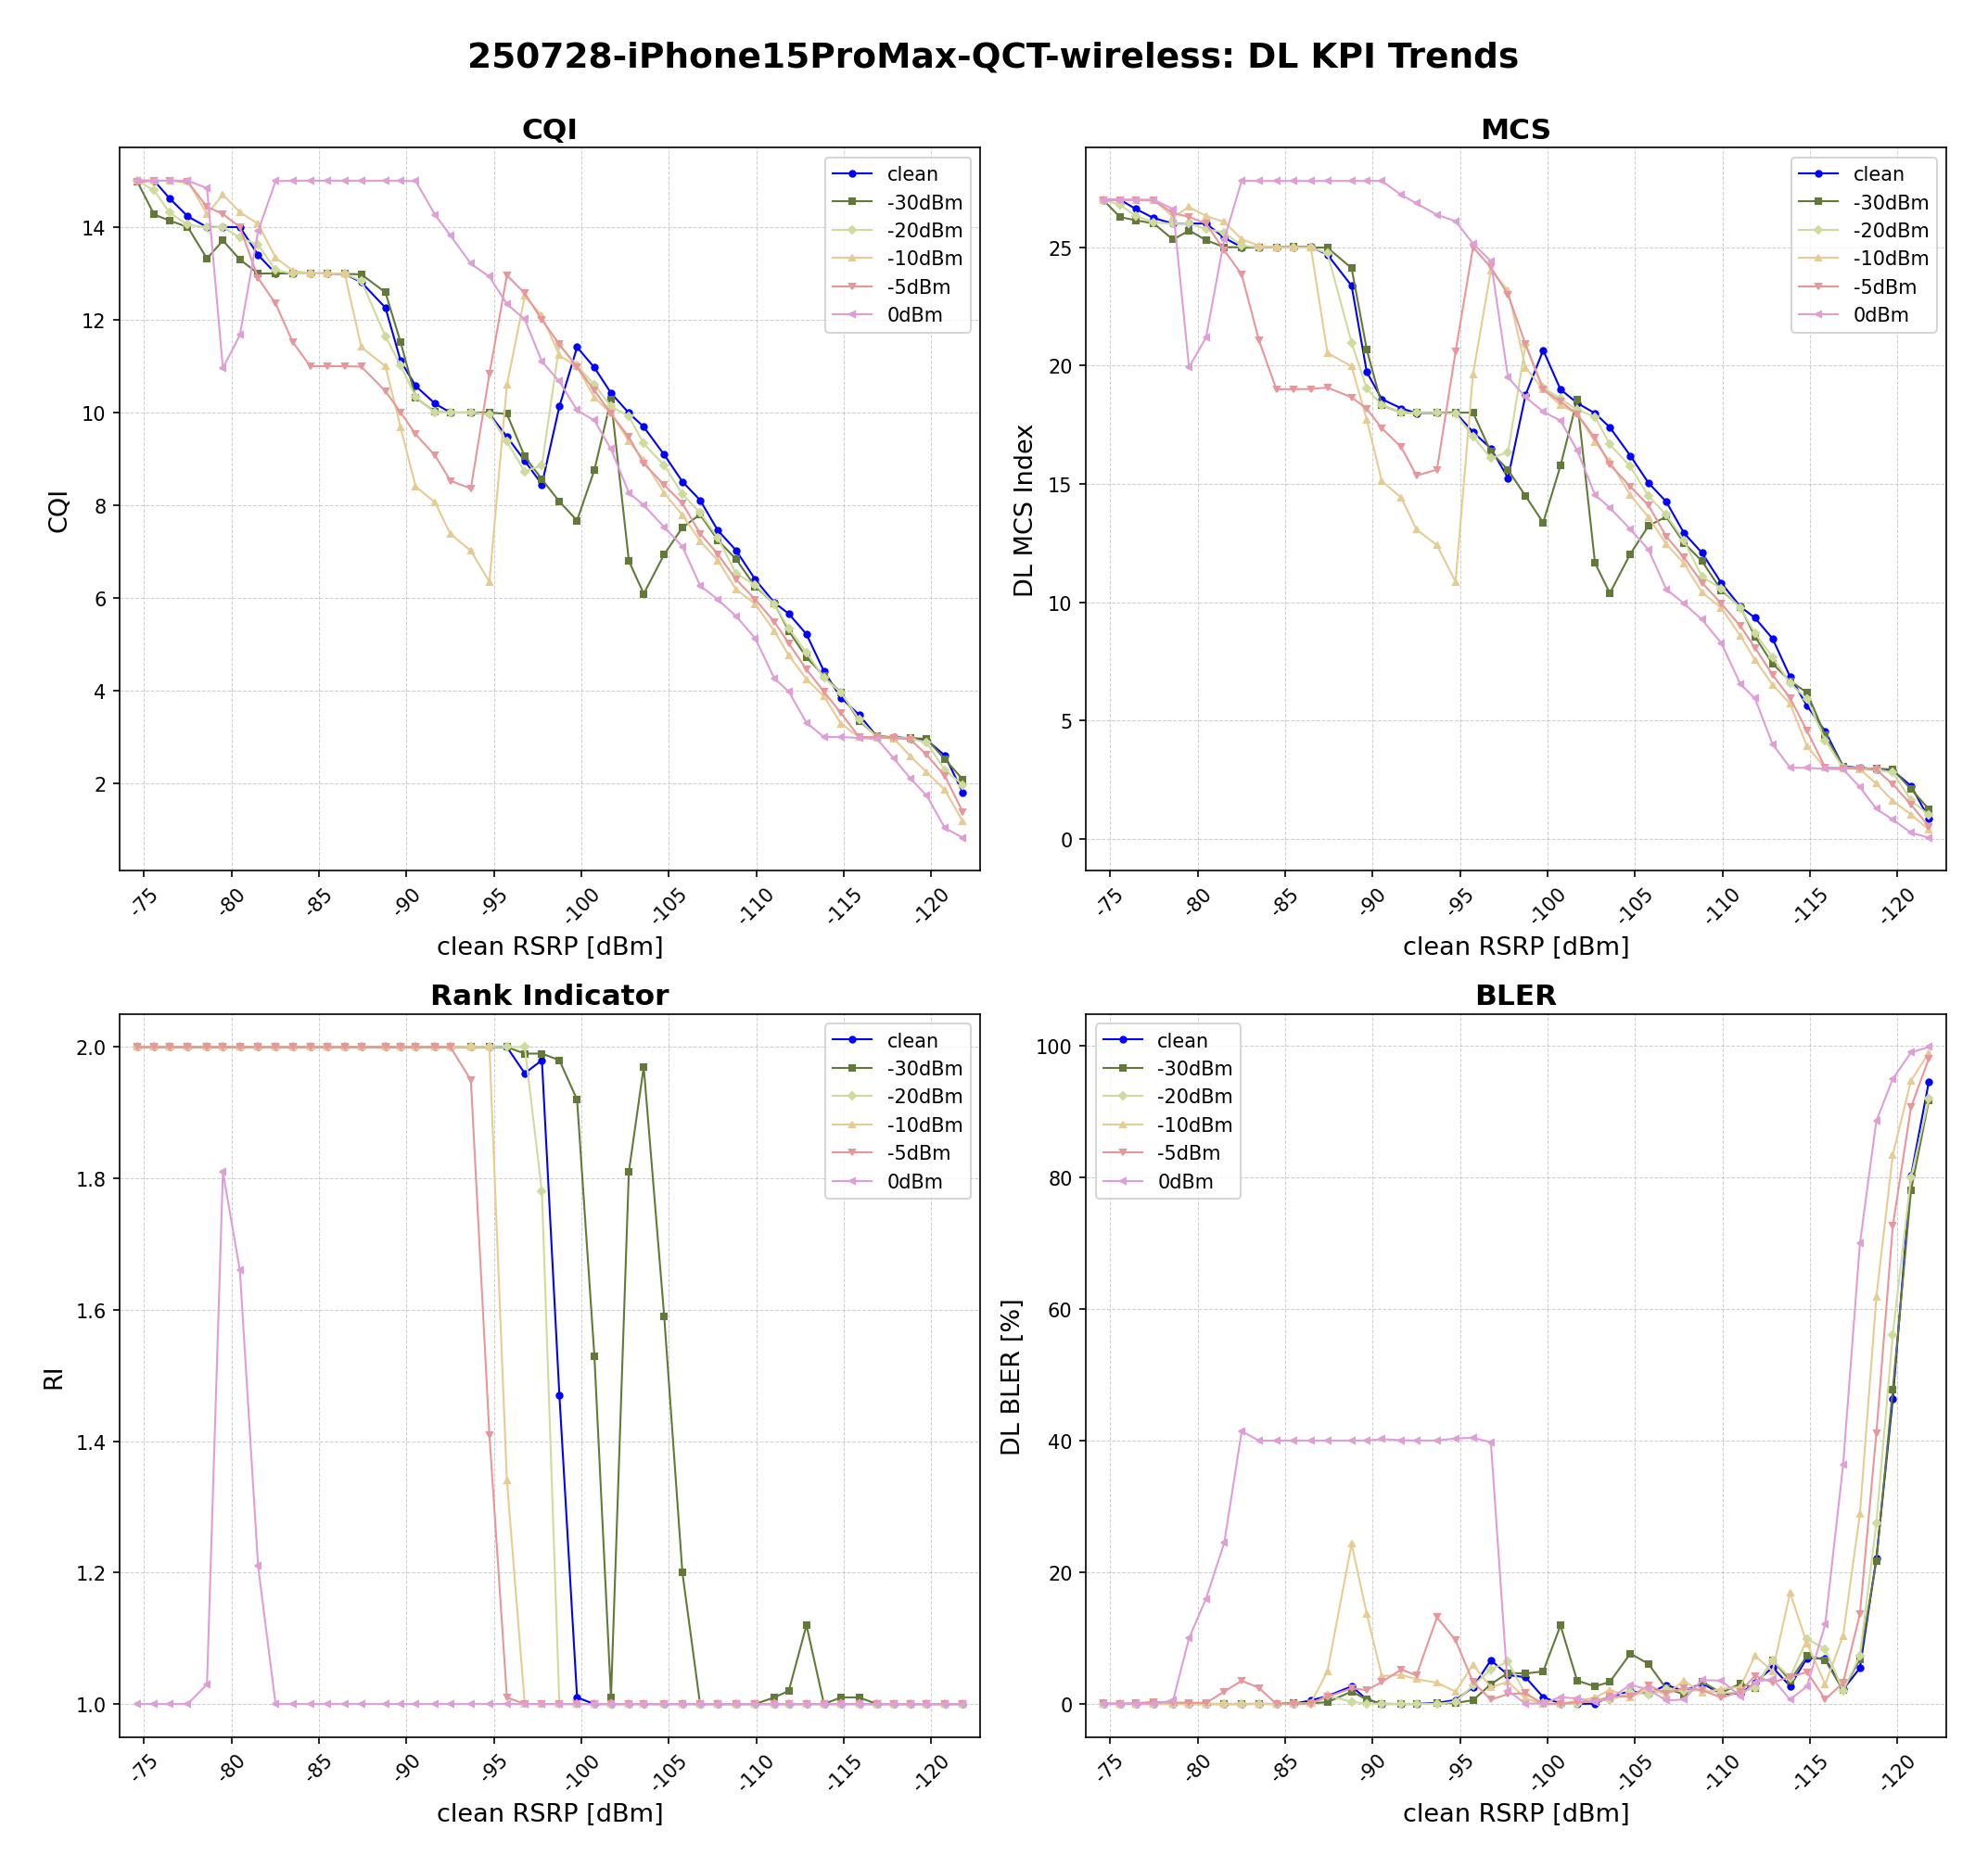 250728-iPhone15ProMax-QCT-wireless: DL KPI Trends
CQI
MCS
14
12
10
8
6
4
2
CQI
clean
-30dBm
-20dBm
-10dBm
-5dBm
0dBm
-75
-80
-85
-90
-95
-100
-105
-110
-115
-120
clean RSRP [dBm]
25
20
15
10
5
0
DL MCS Index
clean
-30dBm
-20dBm
-10dBm
-5dBm
0dBm
-75
-80
-85
-90
-95
-100
-105
-110
-115
-120
clean RSRP [dBm]
Rank Indicator
BLER
2.0
1.8
1.6
1.4
1.2
1.0
RI
clean
-30dBm
-20dBm
-10dBm
-5dBm
0dBm
-75
-80
-85
-90
-95
-100
-105
-110
-115
-120
clean RSRP [dBm]
100
80
60
40
20
0
DL BLER [%]
clean
-30dBm
-20dBm
-10dBm
-5dBm
0dBm
-75
-80
-85
-90
-95
-100
-105
-110
-115
-120
clean RSRP [dBm]